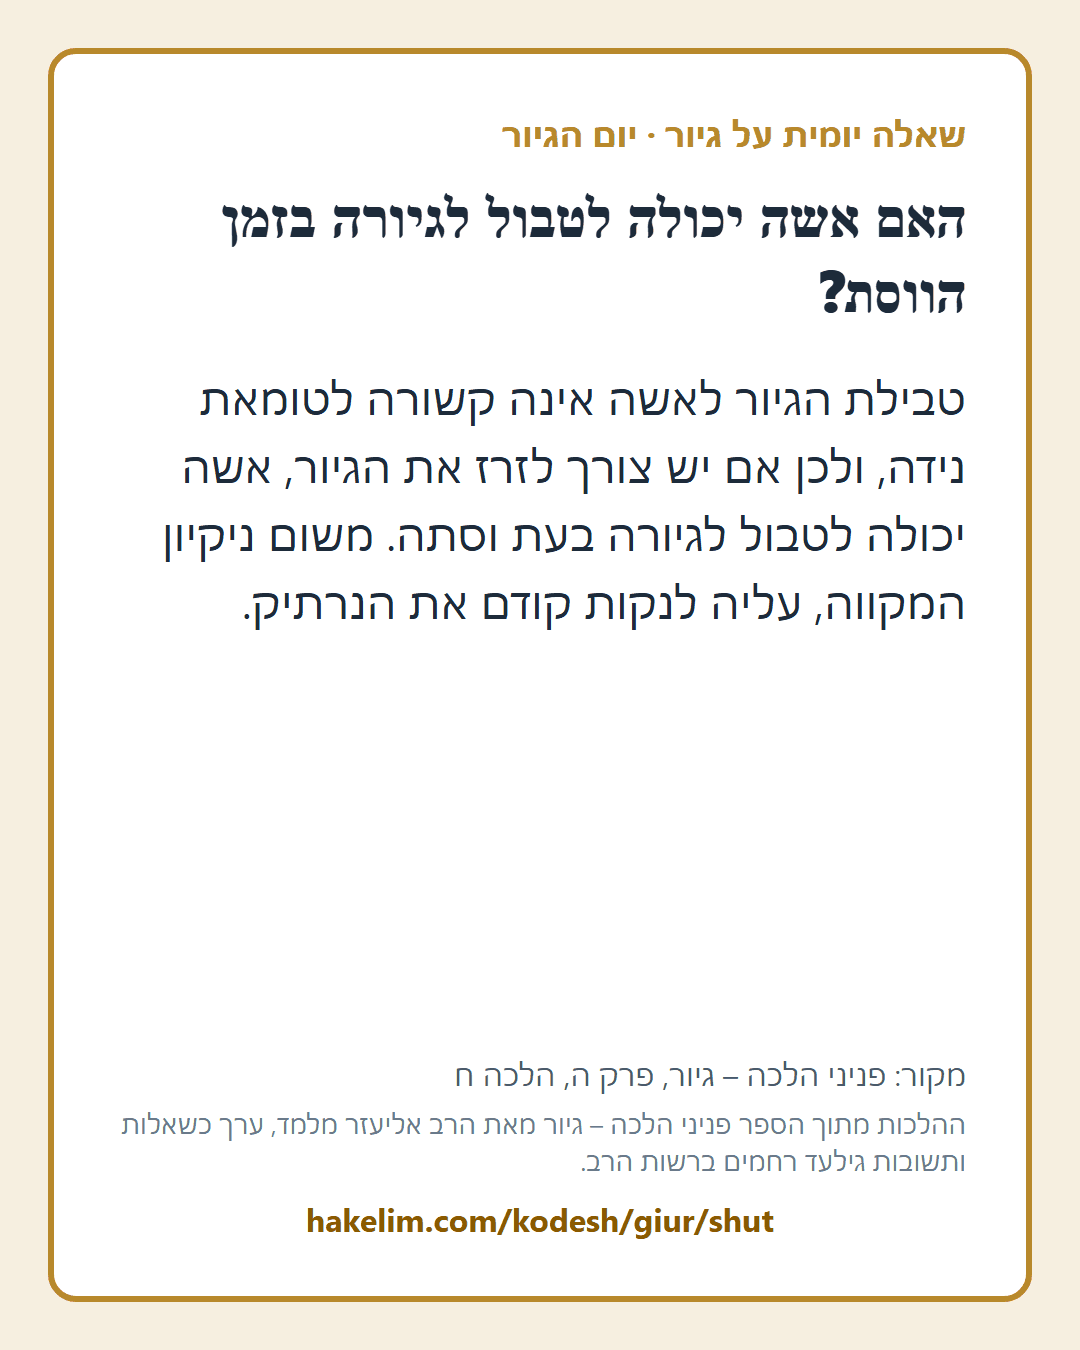 שאלה יומית על גיור · יום הגיור
האם אשה יכולה לטבול לגיורה בזמן
הווסת?
טבילת הגיור לאשה אינה קשורה לטומאת
נידה, ולכן אם יש צורך לזרז את הגיור, אשה
יכולה לטבול לגיורה בעת וסתה. משום ניקיון
המקווה, עליה לנקות קודם את הנרתיק.
מקור: פניני הלכה – גיור, פרק ה, הלכה ח
ההלכות מתוך הספר פניני הלכה – גיור מאת הרב אליעזר מלמד, ערך כשאלות
ותשובות גילעד רחמים ברשות הרב.
hakelim.com/kodesh/giur/shut